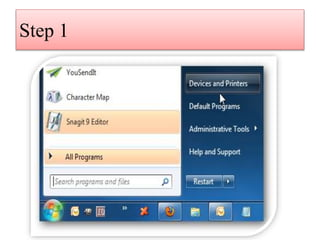 Step 1
YouSendIt
Character Map
Snagit 9 Editor
All Programs
Search programs and files
Devices and Printers
Default Programs
Administrative Tools
Help and Support
Restart
»